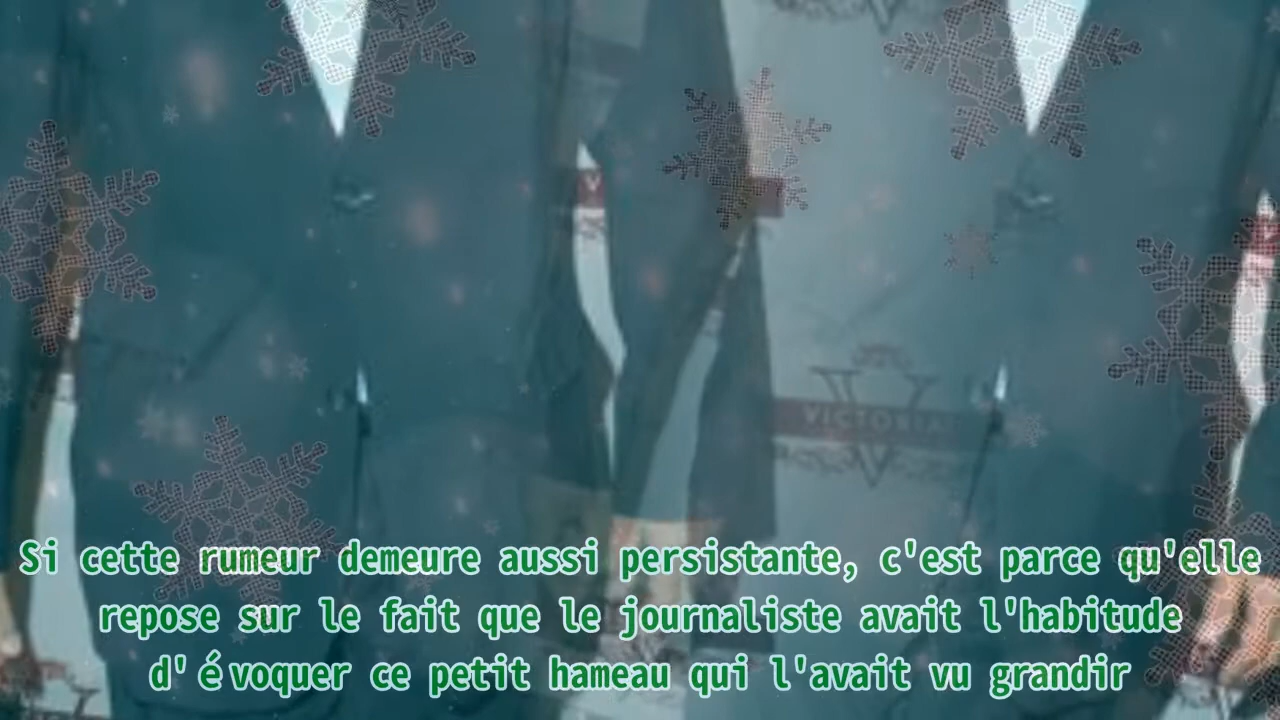 VICTORIA
Si cette rumeur demeure aussi persistante, c'est parce qu'elle
repose sur le fait que le journaliste avait l'habitude
d'évoquer ce petit hameau qui l'avait vu grandir